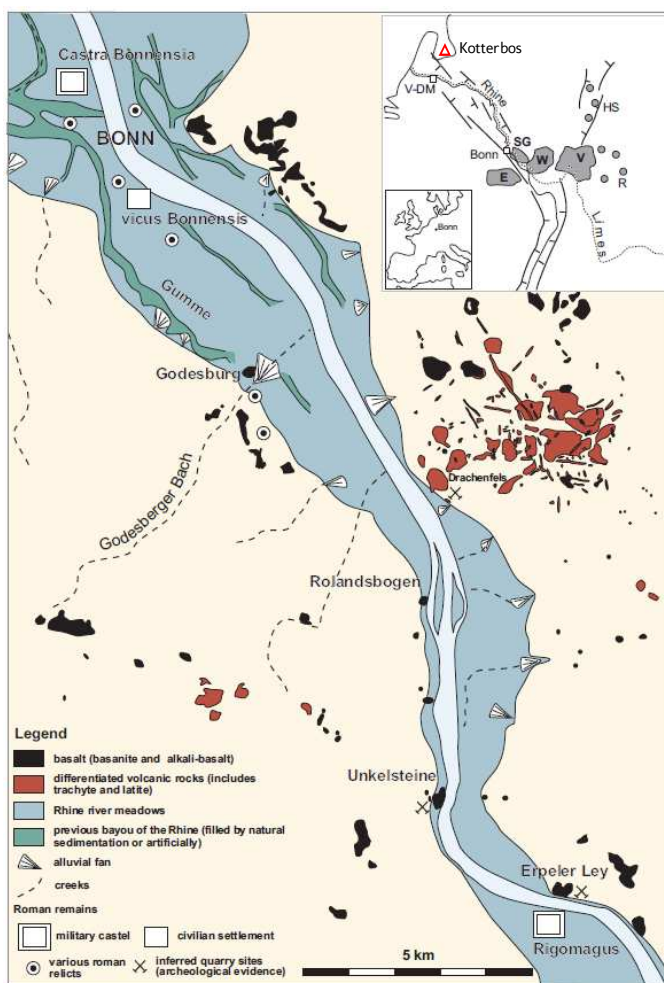 Castra Bonnensia
BONN
vicus Bonnensis
Gumme
Godesburg
Godesberger Bach
Drachenfels
Rolandsbogen
Unkelsteine
Erpeler Ley
Rigomagus
5 km
Kotterbos
V-DM
Rhine
HS
SG
Bonn
W
V
E
R
Limes
Bonn
Legend
basalt (basanite and alkali-basalt)
differentiated volcanic rocks (includes
trachyte and latite)
Rhine river meadows
previous bayou of the Rhine (filled by natural
sedimentation or artificially)
alluvial fan
creeks
Roman remains
military castel
civilian settlement
various roman
relicts
inferred quarry sites
(archeological evidence)